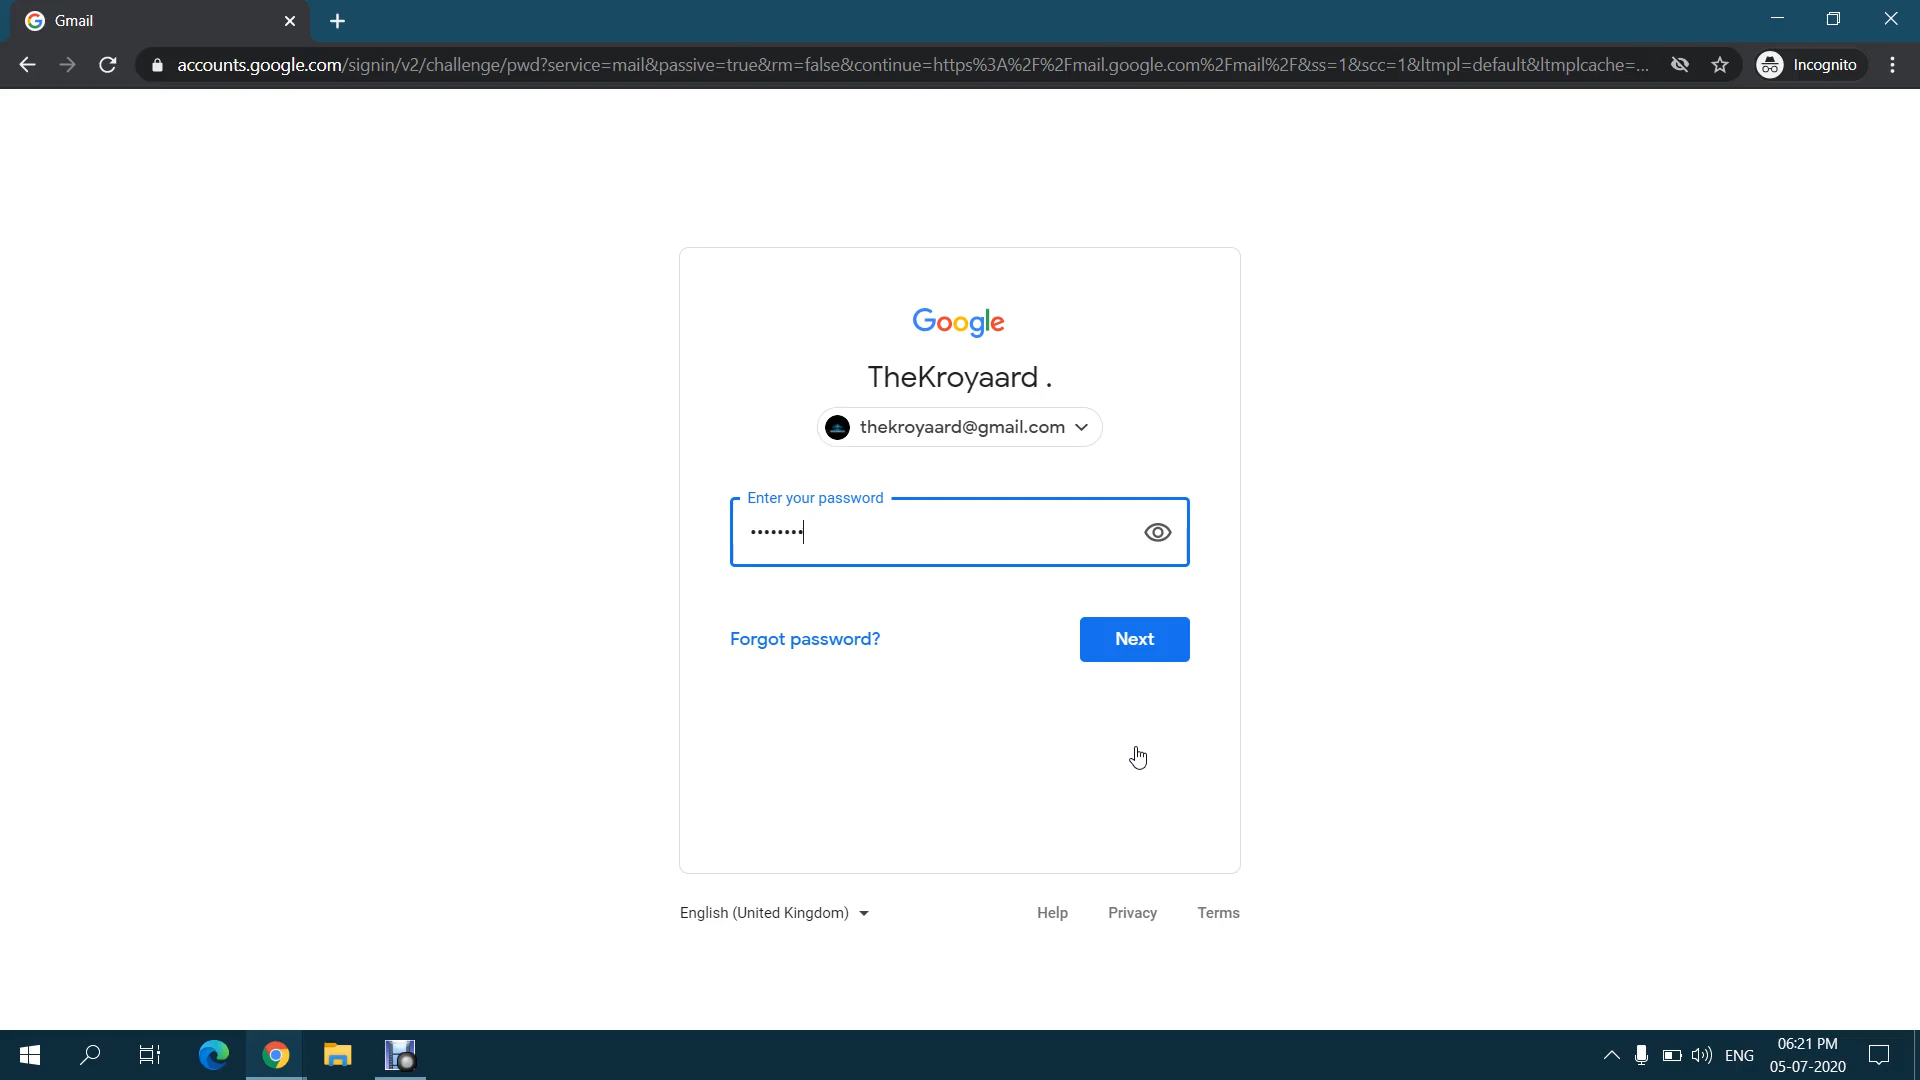 Gmail
accounts.google.com/signin/v2/challenge/pwd?service=mail&passive=true&rm=false&continue=https%3A%2F%2Fmail.google.com%2Fmail%2F&ss=1&scc=1&ltmpl=default&ltmplcache=...
Incognito
Google
TheKroyaard .
thekroyaard@gmail.com
Enter your password
••••••••
Forgot password?
Next
English (United Kingdom)
Help
Privacy
Terms
ENG
06:21 PM
05-07-2020